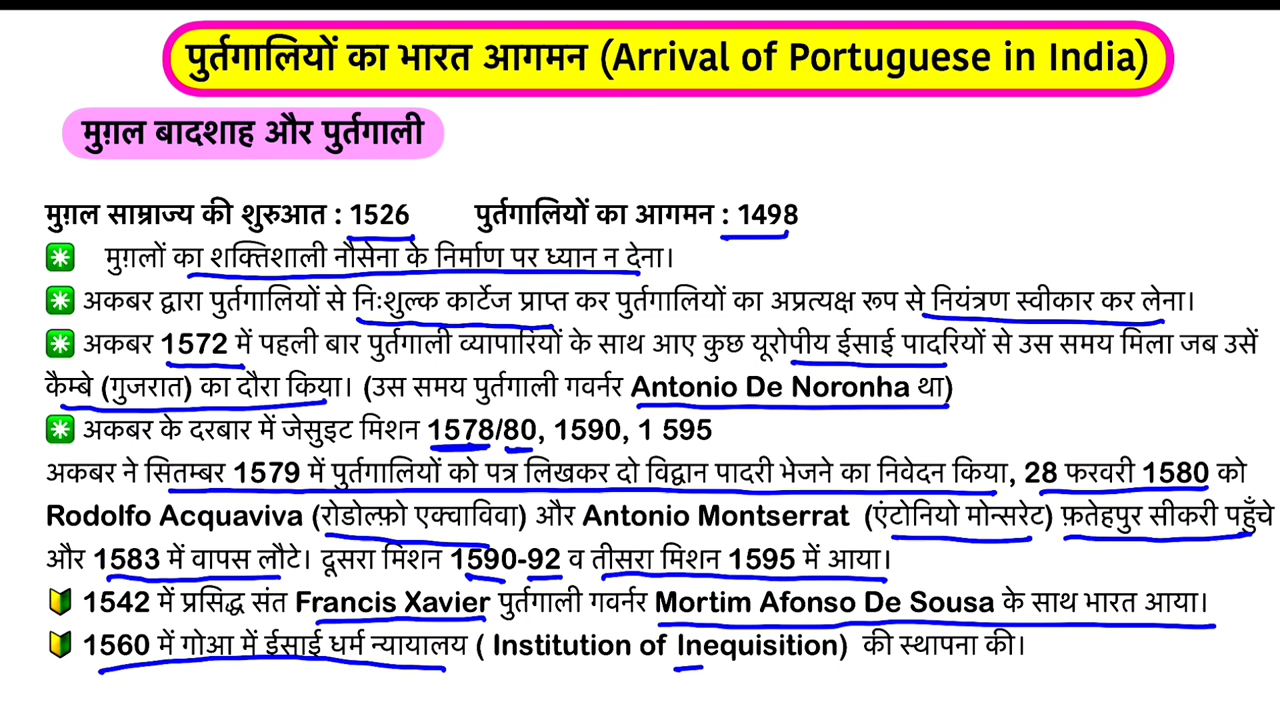 पुर्तगालियों का भारत आगमन (Arrival of Portuguese in India)
मुग़ल बादशाह और पुर्तगाली
मुग़ल साम्राज्य की शुरुआत : 1526 पुर्तगालियों का आगमन : 1498
मुग़लों का शक्तिशाली नौसेना के निर्माण पर ध्यान न देना।
अकबर द्वारा पुर्तगालियों से निःशुल्क कार्टेज प्राप्त कर पुर्तगालियों का अप्रत्यक्ष रूप से नियंत्रण स्वीकार कर लेना।
अकबर 1572 में पहली बार पुर्तगाली व्यापारियों के साथ आए कुछ यूरोपीय ईसाई पादरियों से उस समय मिला जब उसें
कैम्बे (गुजरात) का दौरा किया। (उस समय पुर्तगाली गवर्नर Antonio De Noronha था)
अकबर के दरबार में जेसुइट मिशन 1578/80, 1590, 1 595
अकबर ने सितम्बर 1579 में पुर्तगालियों को पत्र लिखकर दो विद्वान पादरी भेजने का निवेदन किया, 28 फरवरी 1580 को
Rodolfo Acquaviva (रोडोल्फ़ो एक्वाविवा) और Antonio Montserrat (एंटोनियो मोन्सरेट) फ़तेहपुर सीकरी पहुँचे
और 1583 में वापस लौटे। दूसरा मिशन 1590-92 व तीसरा मिशन 1595 में आया।
1542 में प्रसिद्ध संत Francis Xavier पुर्तगाली गवर्नर Mortim Afonso De Sousa के साथ भारत आया।
1560 में गोआ में ईसाई धर्म न्यायालय ( Institution of Inequisition) की स्थापना की।